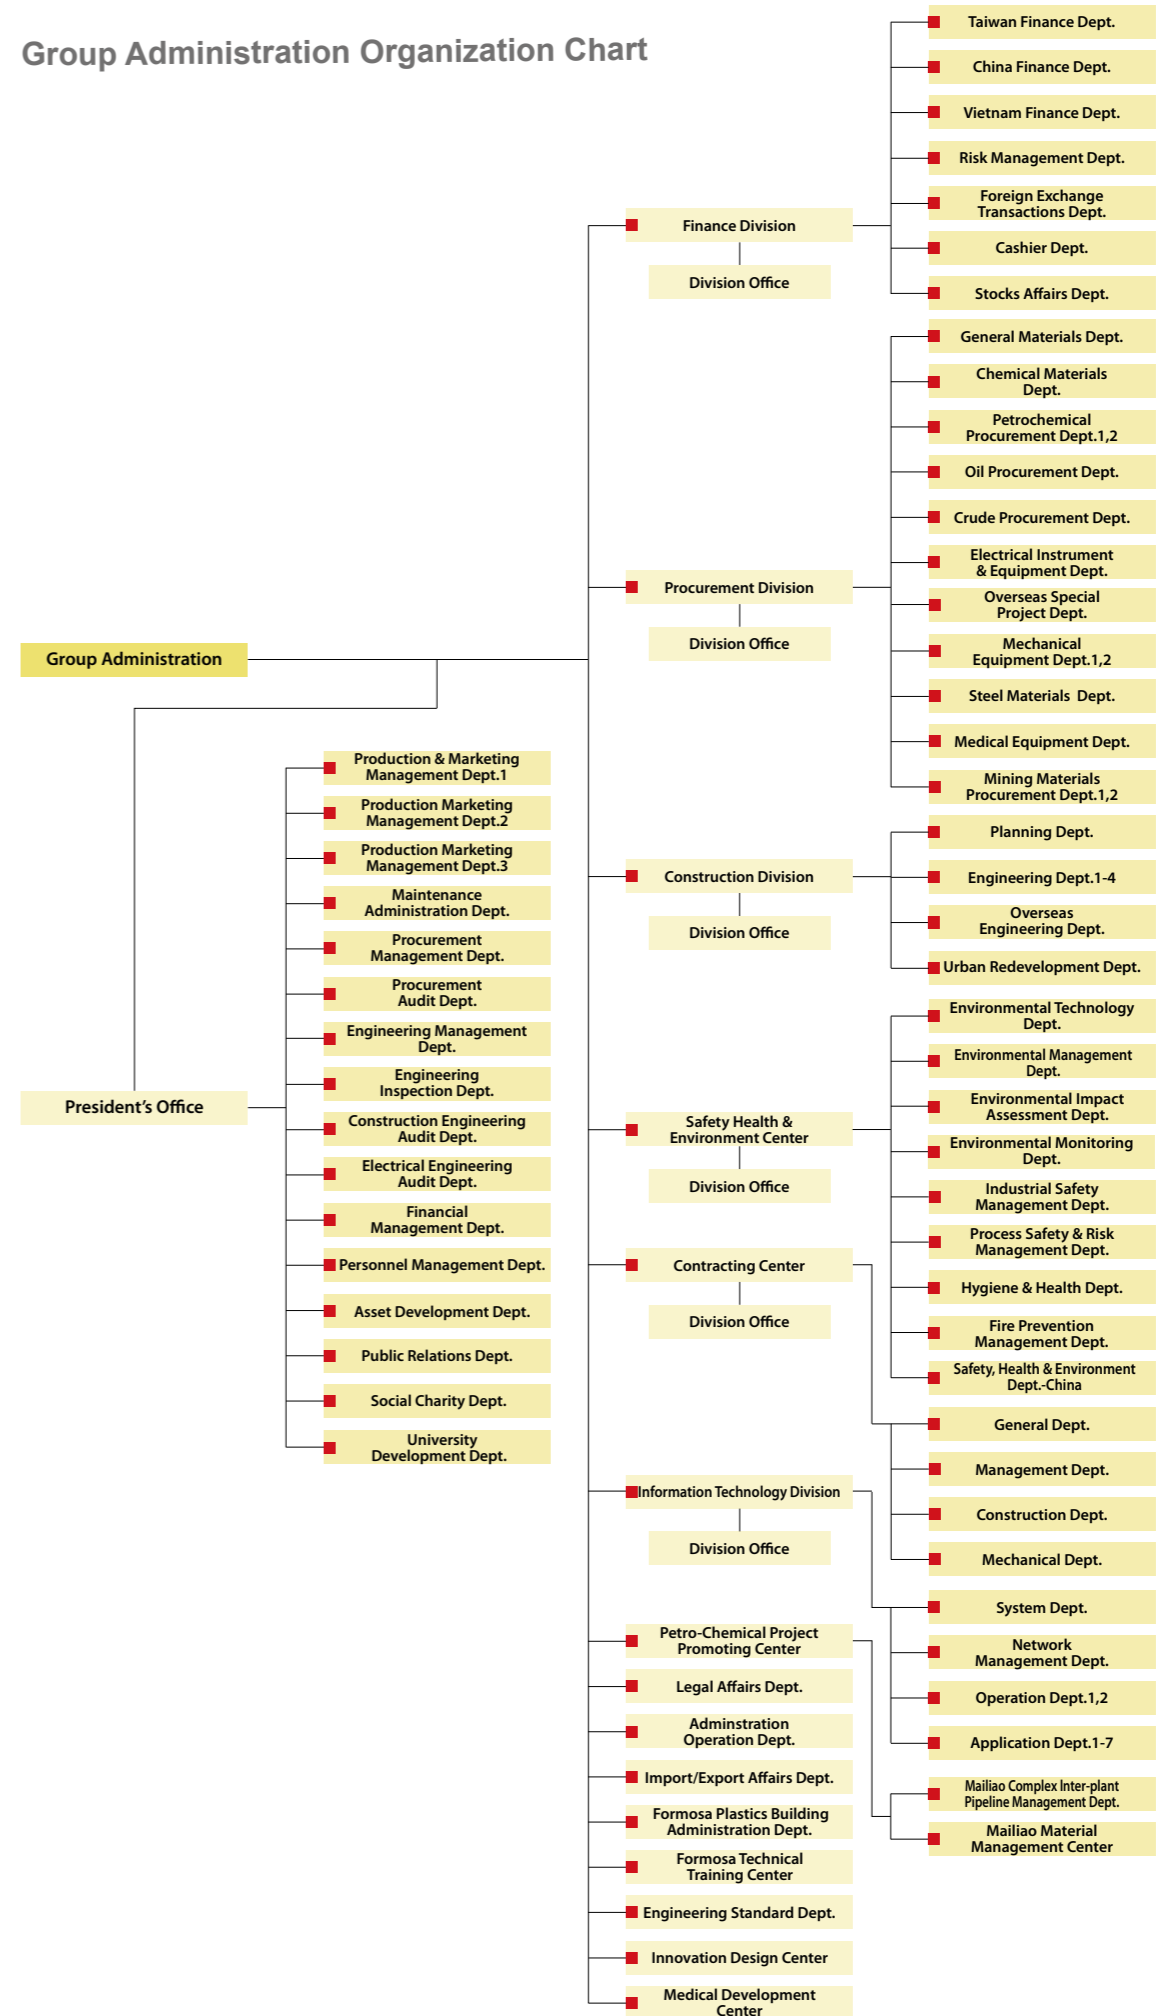 Group Administration Organization Chart
Group Administration
President's Office
Production & Marketing
Management Dept.1
Production Marketing
Management Dept.2
Production Marketing
Management Dept.3
Maintenance
Administration Dept.
Procurement
Management Dept.
Procurement
Audit Dept.
Engineering Management
Dept.
Engineering
Inspection Dept.
Construction Engineering
Audit Dept.
Electrical Engineering
Audit Dept.
Financial
Management Dept.
Personnel Management Dept.
Asset Development Dept.
Public Relations Dept.
Social Charity Dept.
University
Development Dept.
Finance Division
Division Office
Taiwan Finance Dept.
China Finance Dept.
Vietnam Finance Dept.
Risk Management Dept.
Foreign Exchange
Transactions Dept.
Cashier Dept.
Stocks Affairs Dept.
Procurement Division
Division Office
General Materials Dept.
Chemical Materials
Dept.
Petrochemical
Procurement Dept.1,2
Oil Procurement Dept.
Crude Procurement Dept.
Electrical Instrument
& Equipment Dept.
Overseas Special
Project Dept.
Mechanical
Equipment Dept.1,2
Steel Materials Dept.
Medical Equipment Dept.
Mining Materials
Procurement Dept.1,2
Construction Division
Division Office
Planning Dept.
Engineering Dept.1-4
Overseas
Engineering Dept.
Urban Redevelopment Dept.
Safety Health &
Environment Center
Division Office
Environmental Technology
Dept.
Environmental Management
Dept.
Environmental Impact
Assessment Dept.
Environmental Monitoring
Dept.
Industrial Safety
Management Dept.
Process Safety & Risk
Management Dept.
Hygiene & Health Dept.
Fire Prevention
Management Dept.
Safety, Health & Environment
Dept.-China
Contracting Center
Division Office
General Dept.
Management Dept.
Construction Dept.
Mechanical Dept.
Information Technology Division
Division Office
System Dept.
Network
Management Dept.
Operation Dept.1,2
Application Dept.1-7
Petro-Chemical Project
Promoting Center
Mailiao Complex Inter-plant
Pipeline Management Dept.
Mailiao Material
Management Center
Legal Affairs Dept.
Adminstration
Operation Dept.
Import/Export Affairs Dept.
Formosa Plastics Building
Administration Dept.
Formosa Technical
Training Center
Engineering Standard Dept.
Innovation Design Center
Medical Development
Center